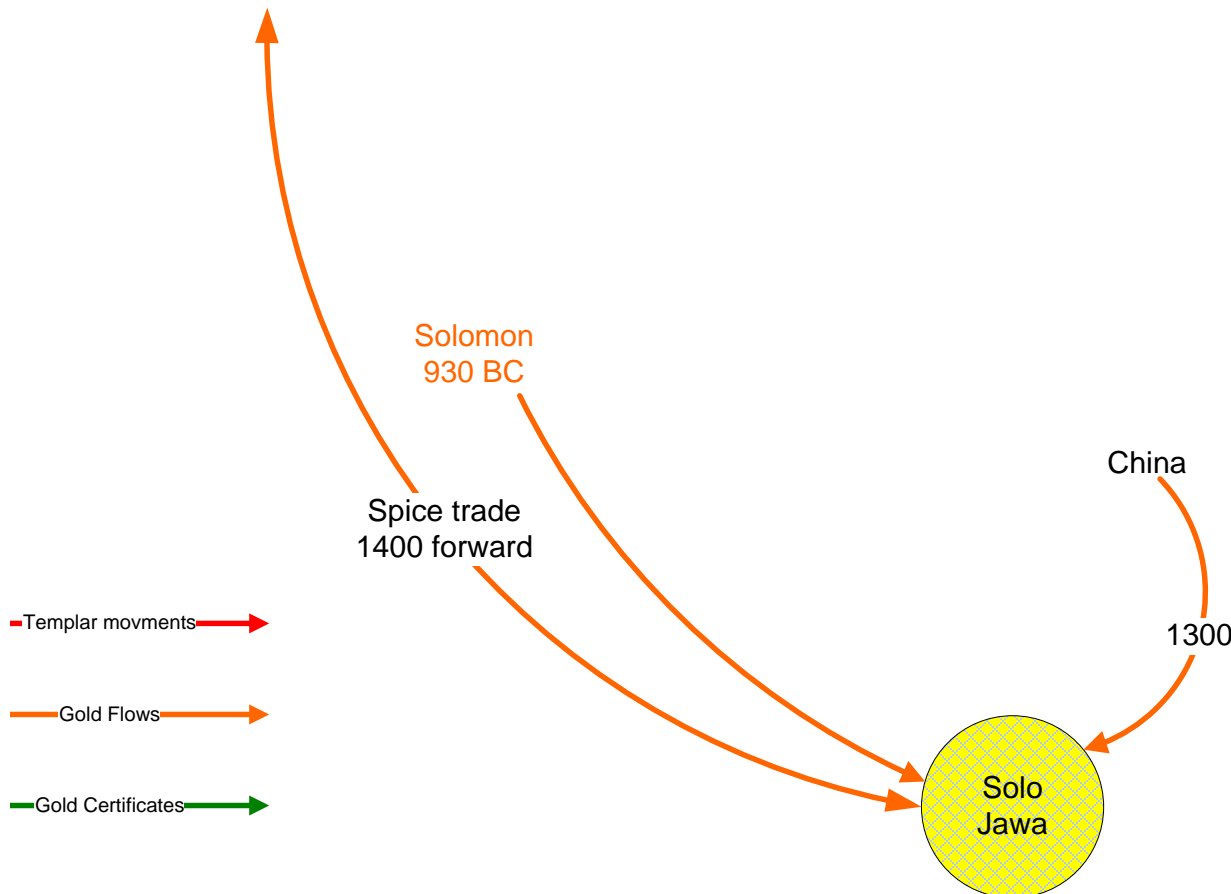 Solomon
930 BC
China
Spice trade
1400 forward
Templar movments
1300
Gold Flows
Solo
Jawa
Gold Certificates